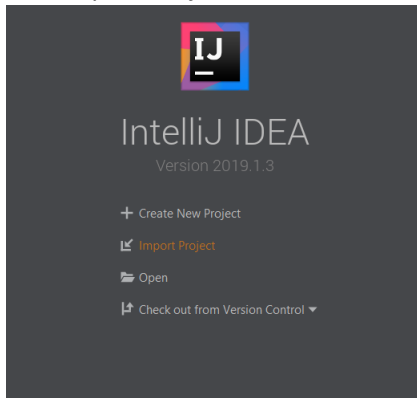 IJ
IntelliJ IDEA
Version 2019.1.3
Create New Project
Import Project
Open
Check out from Version Control